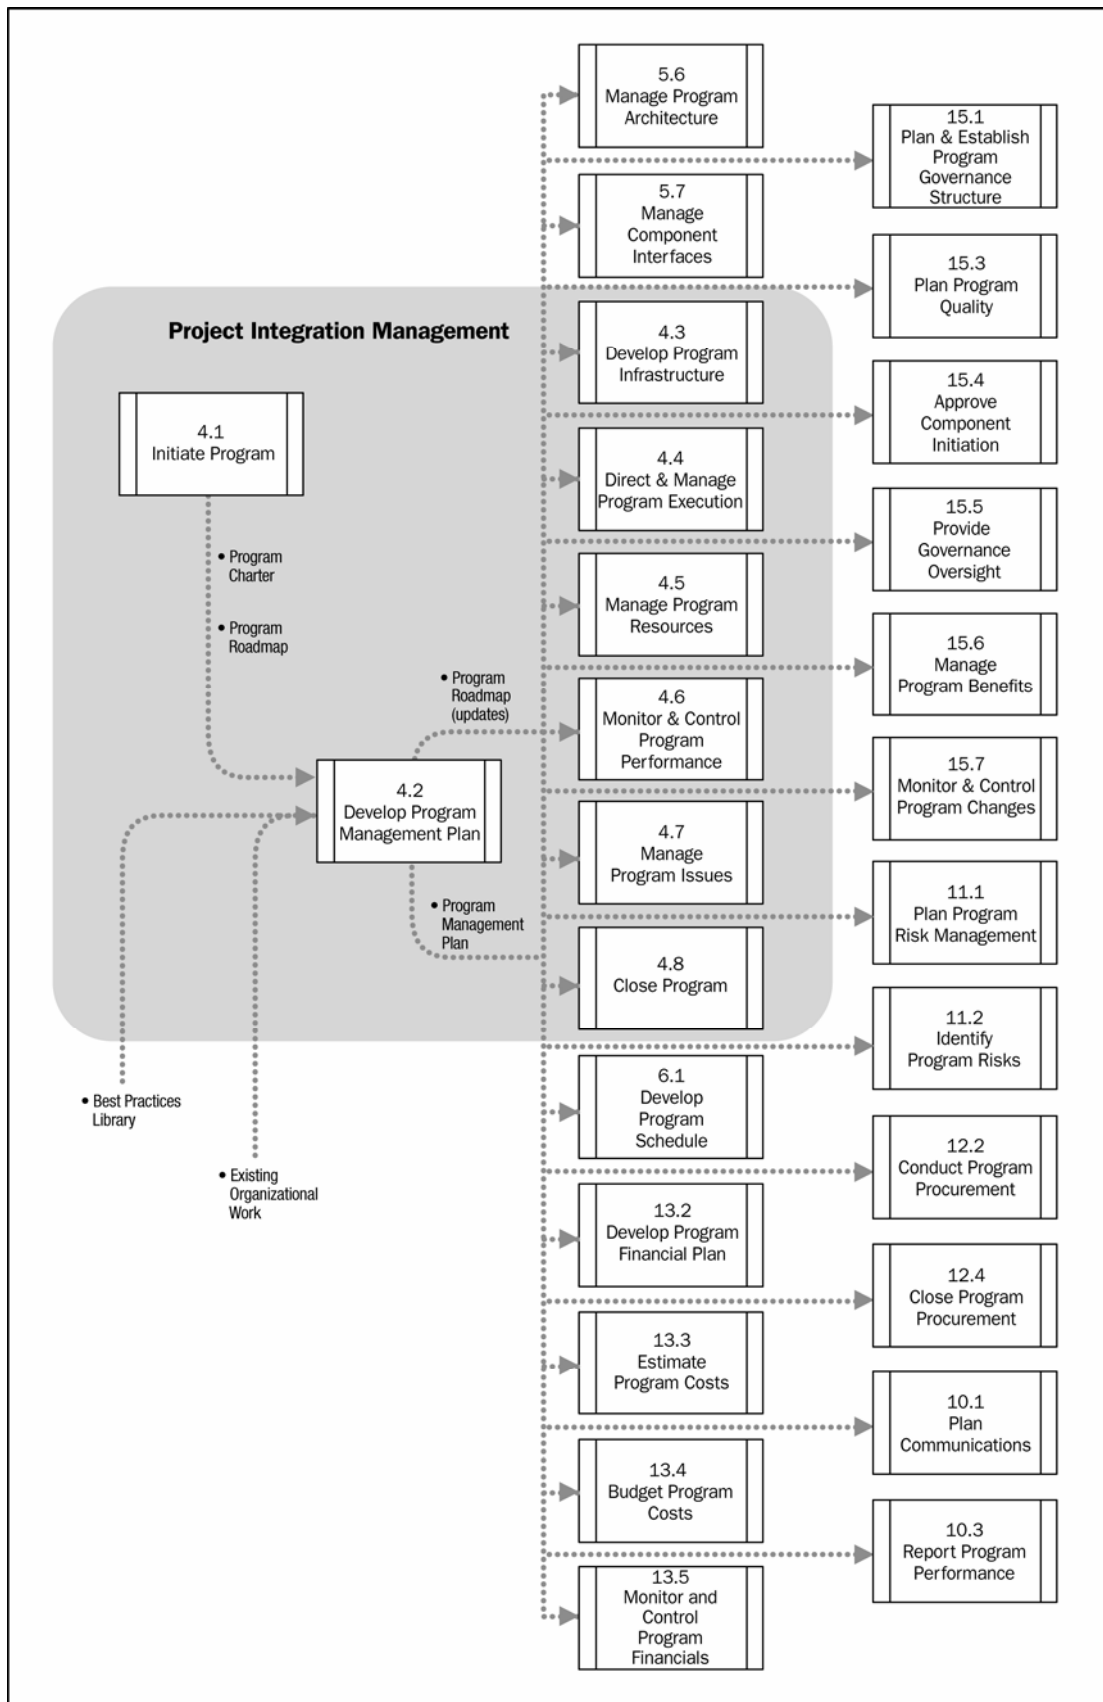 5.6
Manage Program
Architecture
15.1
Plan & Establish
Program
Governance
Structure
5.7
Manage
Component
Interfaces
15.3
Plan Program
Quality
Project Integration Management
4.3
Develop Program
Infrastructure
4.1
Initiate Program
15.4
Approve
Component
Initiation
4.4
Direct & Manage
Program Execution
15.5
Provide
Governance
Oversight
• Program
Charter
4.5
Manage Program
Resources
• Program
Roadmap
15.6
Manage
Program Benefits
• Program
Roadmap
(updates)
4.6
Monitor & Control
Program
Performance
15.7
Monitor & Control
Program Changes
4.2
Develop Program
Management Plan
4.7
Manage
Program Issues
• Program
Management
Plan
11.1
Plan Program
Risk Management
4.8
Close Program
11.2
Identify
Program Risks
6.1
Develop
Program
Schedule
• Best Practices
Library
12.2
Conduct Program
Procurement
• Existing
Organizational
Work
13.2
Develop Program
Financial Plan
12.4
Close Program
Procurement
13.3
Estimate
Program Costs
10.1
Plan
Communications
13.4
Budget Program
Costs
10.3
Report Program
Performance
13.5
Monitor and
Control
Program
Financials